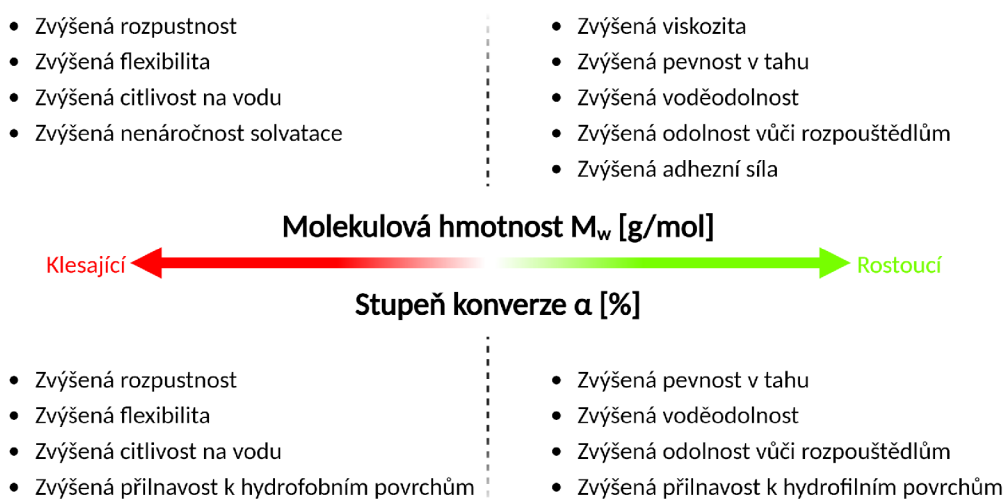 • Zvýšená rozpustnost
• Zvýšená flexibilita
• Zvýšená citlivost na vodu
• Zvýšená nenáročnost solvatace
• Zvýšená viskozita
• Zvýšená pevnost v tahu
• Zvýšená voděodolnost
• Zvýšená odolnost vůči rozpouštědlům
• Zvýšená adhezní síla
Molekulová hmotnost Mw [g/mol]
Klesající
Rostoucí
Stupeň konverze α [%]
• Zvýšená rozpustnost
• Zvýšená flexibilita
• Zvýšená citlivost na vodu
• Zvýšená přilnavost k hydrofobním povrchům
• Zvýšená pevnost v tahu
• Zvýšená voděodolnost
• Zvýšená odolnost vůči rozpouštědlům
• Zvýšená přilnavost k hydrofilním povrchům